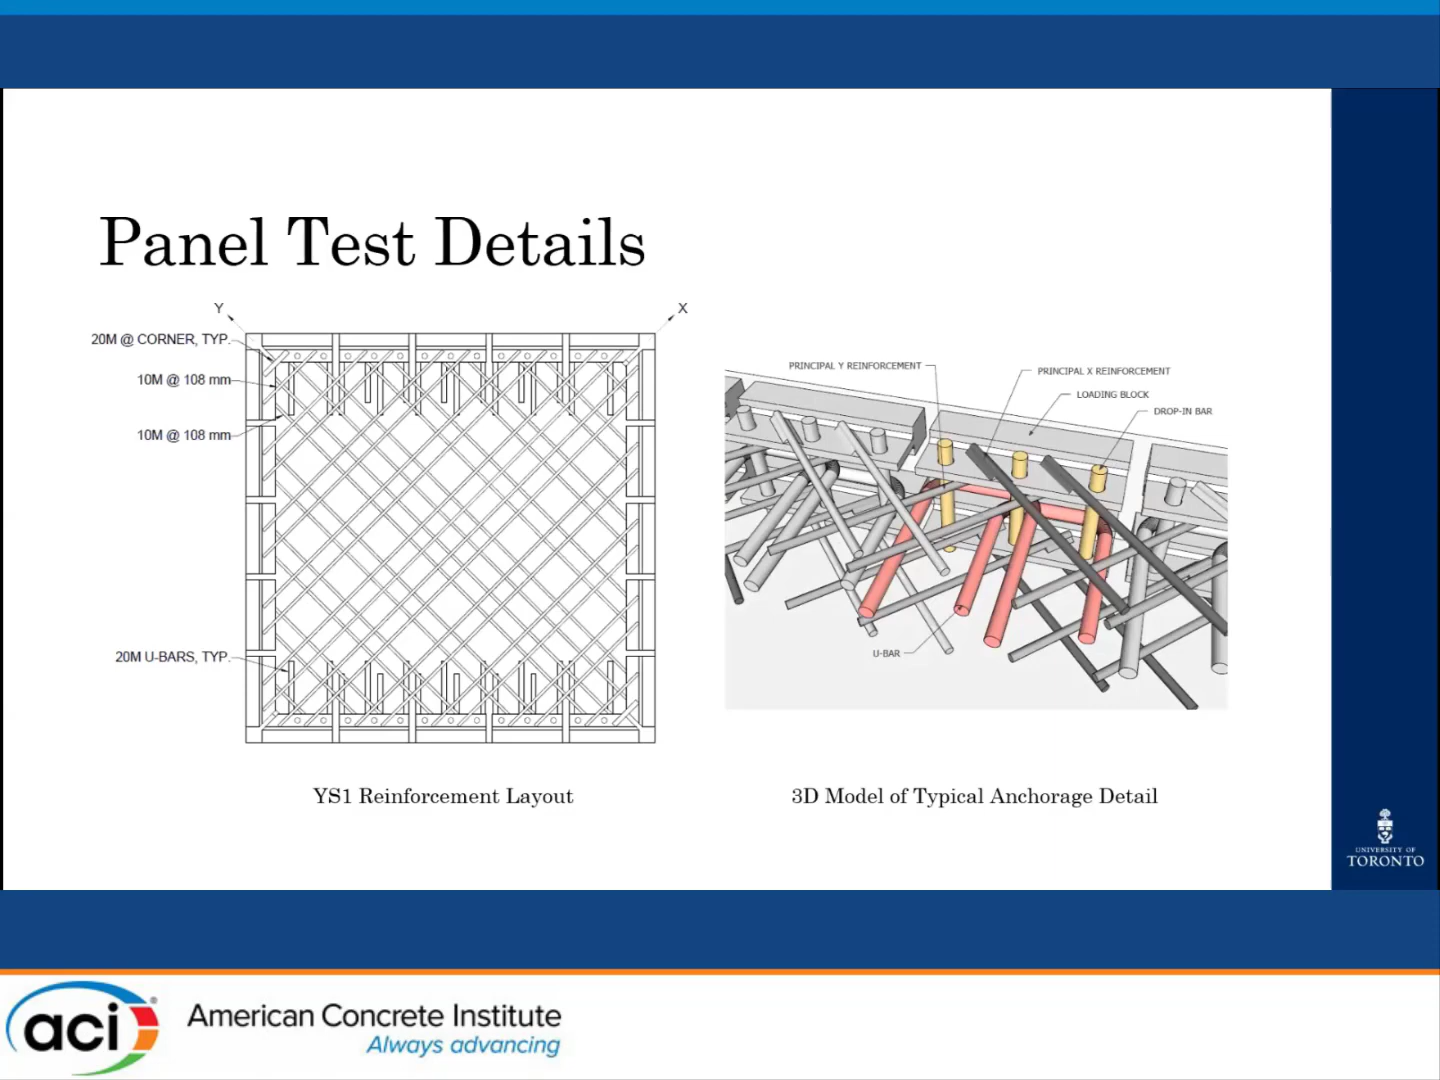 Panel Test Details
Y
X
20M @ CORNER, TYP.
10M @ 108 mm
10M @ 108 mm
20M U-BARS, TYP.
YS1 Reinforcement Layout
PRINCIPAL Y REINFORCEMENT
PRINCIPAL X REINFORCEMENT
LOADING BLOCK
DROP-IN BAR
U-BAR
3D Model of Typical Anchorage Detail
UNIVERSITY OF
TORONTO
aci
American Concrete Institute
Always advancing